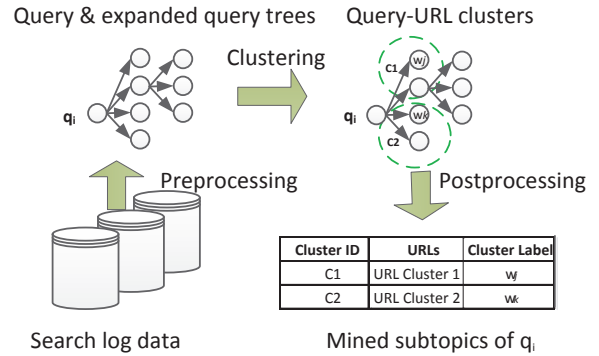 Query & expanded query trees
Query-URL clusters
Clustering
C1
wj
qi
qi
wk
C2
Preprocessing
Postprocessing
Cluster ID URLs Cluster Label
C1 URL Cluster 1 wj
C2 URL Cluster 2 wk
Search log data
Mined subtopics of qi